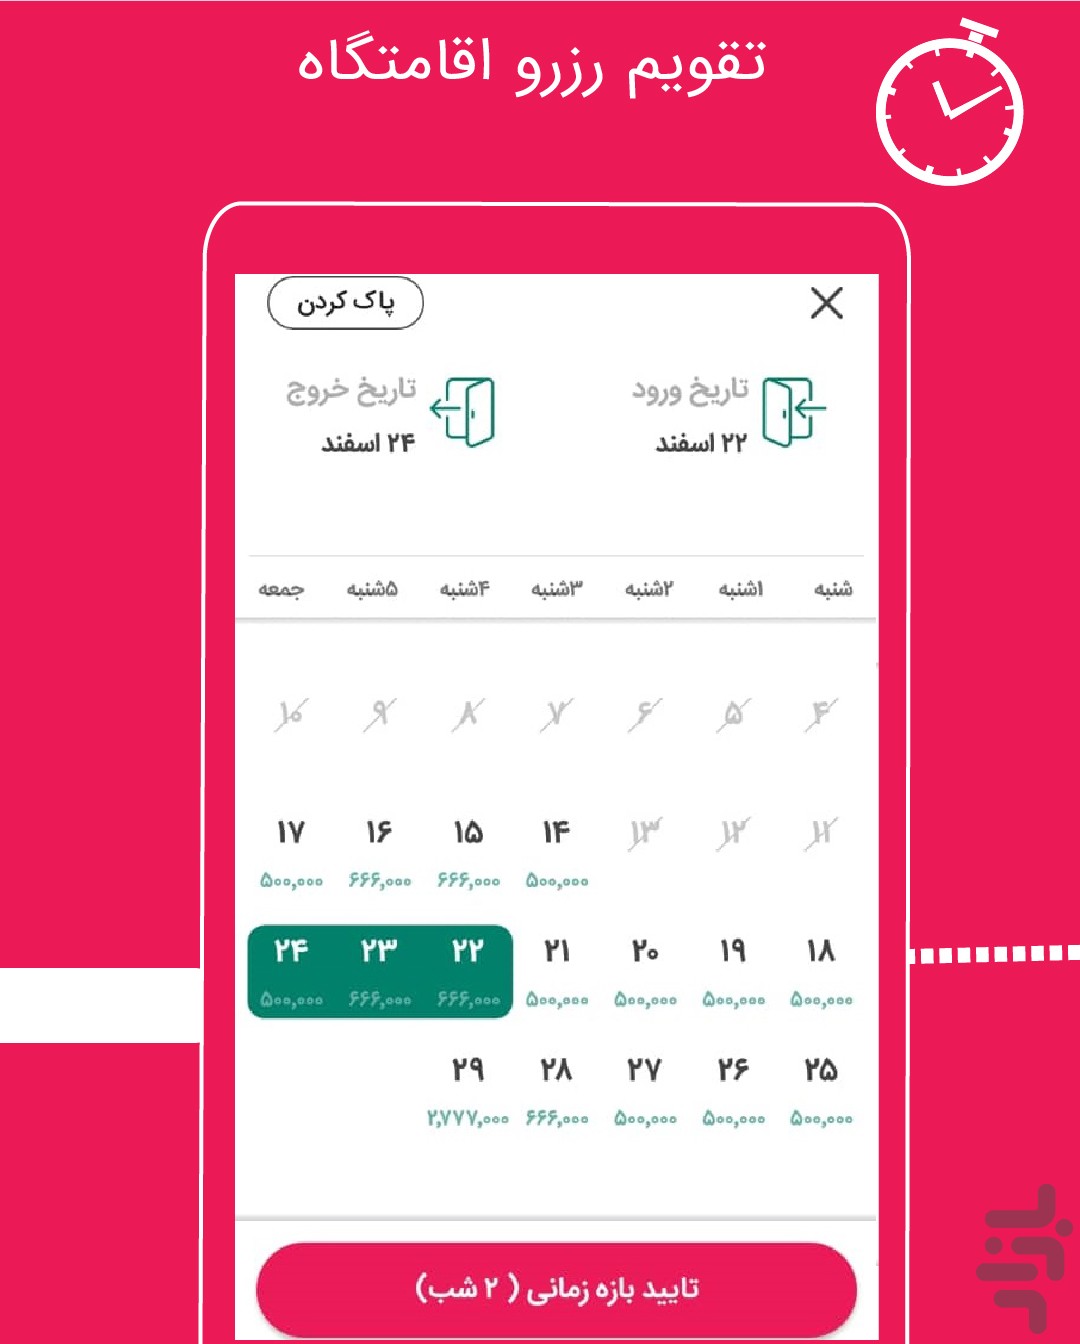 تقویم رزرو اقامتگاه
پاک کردن
تاریخ ورود تاریخ خروج
۲۲ اسفند ۲۴ اسفند
شنبه ۱شنبه ۲شنبه ۳شنبه ۴شنبه ۵شنبه جمعه
۴ ۵ ۶ ۷ ۸ ۹ ۱۰
۱۱ ۱۲ ۱۳ ۱۴ ۱۵ ۱۶ ۱۷
۵۰۰,۰۰۰ ۶۶۶,۰۰۰ ۶۶۶,۰۰۰ ۵۰۰,۰۰۰
۱۸ ۱۹ ۲۰ ۲۱ ۲۲ ۲۳ ۲۴
۵۰۰,۰۰۰ ۵۰۰,۰۰۰ ۵۰۰,۰۰۰ ۵۰۰,۰۰۰ ۶۶۶,۰۰۰ ۶۶۶,۰۰۰ ۵۰۰,۰۰۰
۲۵ ۲۶ ۲۷ ۲۸ ۲۹
۵۰۰,۰۰۰ ۵۰۰,۰۰۰ ۵۰۰,۰۰۰ ۶۶۶,۰۰۰ ۲,۷۷۷,۰۰۰
تایید بازه زمانی ( ۲ شب)
بازار